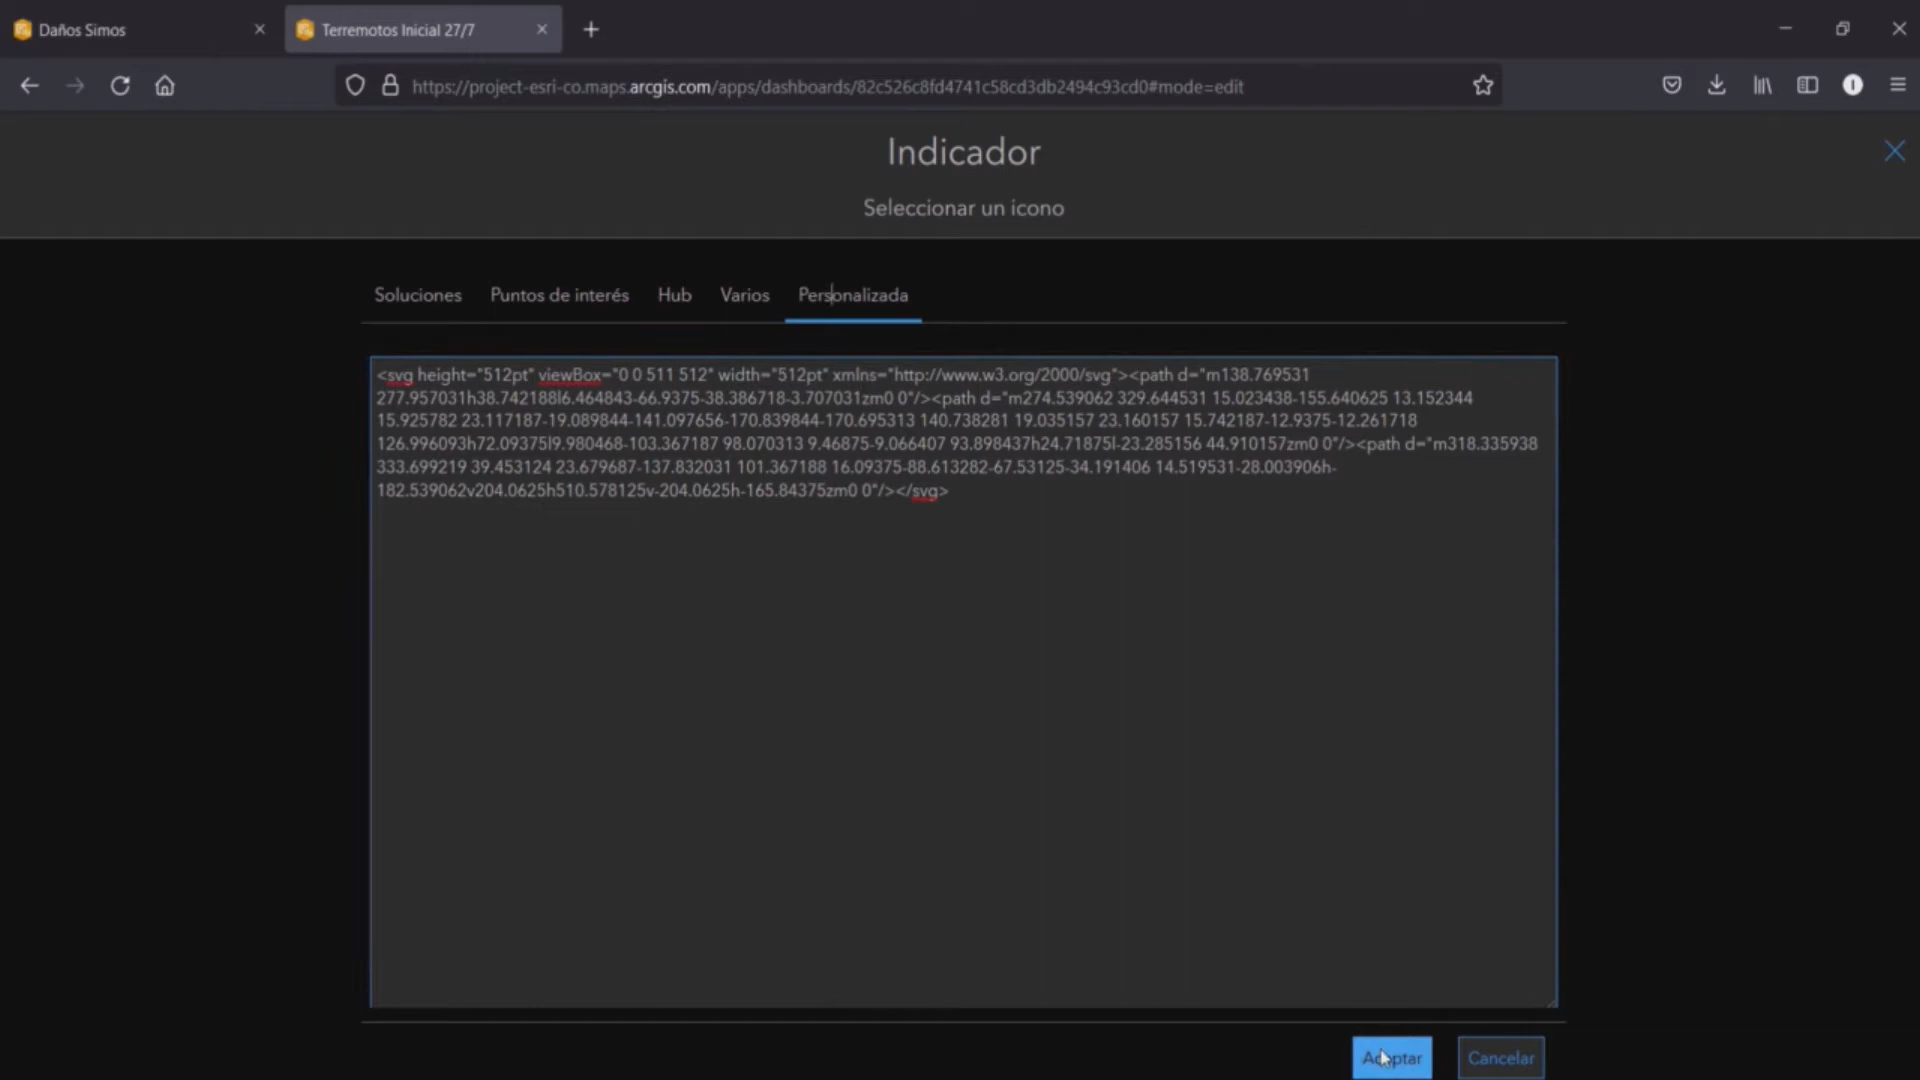 Daños Simos
Terremotos Inicial 27/7
https://project-esri-co.maps.arcgis.com/apps/dashboards/82c526c8fd4741c58cd3db2494c93cd0#mode=edit
Indicador
Seleccionar un icono
Soluciones Puntos de interés Hub Varios Personalizada
<svg height="512pt" viewBox="0 0 511 512" width="512pt" xmlns="http://www.w3.org/2000/svg"><path d="m138.769531
277.957031h38.742188l6.464843-66.9375-38.386718-3.707031zm0 0"/><path d="m274.539062 329.644531 15.023438-155.640625 13.152344
15.925782 23.117187-19.089844-141.097656-170.839844-170.695313 140.738281 19.035157 23.160157 15.742187-12.9375-12.261718
126.996093h72.09375l9.980468-103.367187 98.070313 9.46875-9.066407 93.898437h24.71875l-23.285156 44.910157zm0 0"/><path d="m318.335938
333.699219 39.453124 23.679687-137.832031 101.367188 16.09375-88.613282-67.53125-34.191406 14.519531-28.003906h-
182.539062v204.0625h510.578125v-204.0625h-165.84375zm0 0"/></svg>
Aceptar Cancelar